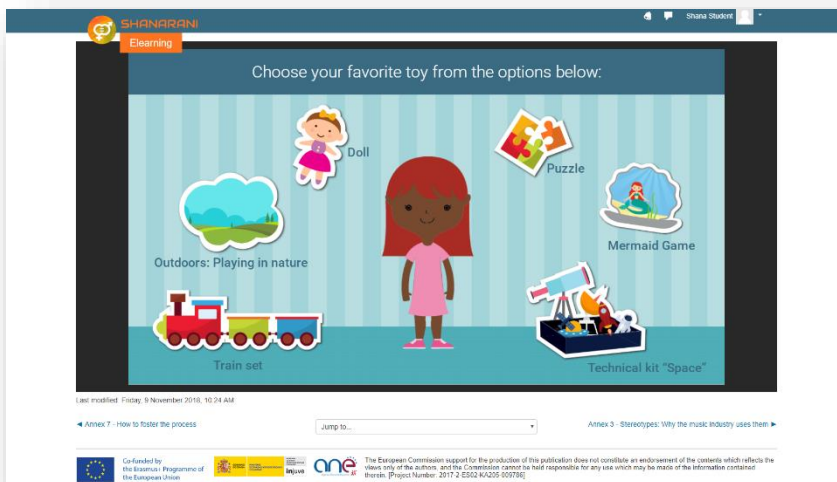 SHANARANI
Elearning
Shana Student
Choose your favorite toy from the options below:
Doll
Puzzle
Outdoors: Playing in nature
Mermaid Game
Train set
Technical kit “Space”
Last modified: Friday, 9 November 2018, 10:24 AM
◄ Annex 7 - How to foster the process
Jump to...
Annex 3 - Stereotypes: Why the music industry uses them ►
Co-funded by
the Erasmus+ Programme of
the European Union
injuve
ane
The European Commission support for the production of this publication does not constitute an endorsement of the contents which reflects the
views only of the authors, and the Commission cannot be held responsible for any use which may be made of the information contained
therein. [Project Number: 2017-2-ES02-KA205-009786]